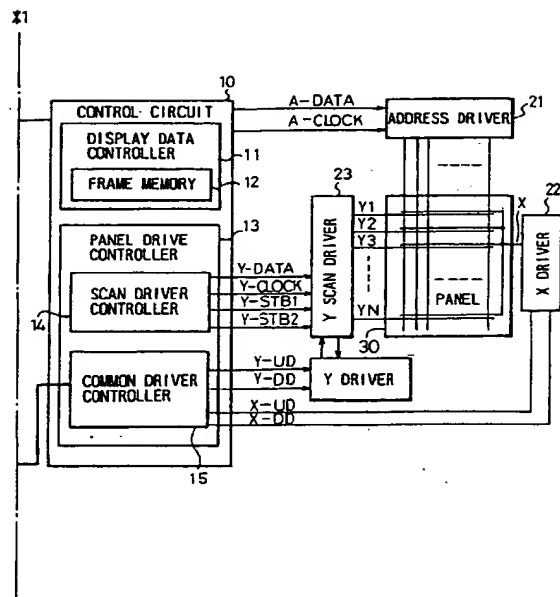 ※1
10
CONTROL CIRCUIT
DISPLAY DATA
CONTROLLER
11
FRAME MEMORY
12
PANEL DRIVE
CONTROLLER
13
SCAN DRIVER
CONTROLLER
14
COMMON DRIVER
CONTROLLER
15
A-DATA
A-CLOCK
ADDRESS DRIVER
21
23
Y SCAN DRIVER
Y1
Y2
Y3
YN
X
22
X DRIVER
PANEL
30
Y-DATA
Y-CLOCK
Y-STB1
Y-STB2
Y-UD
Y-DD
Y DRIVER
X-UD
X-DD